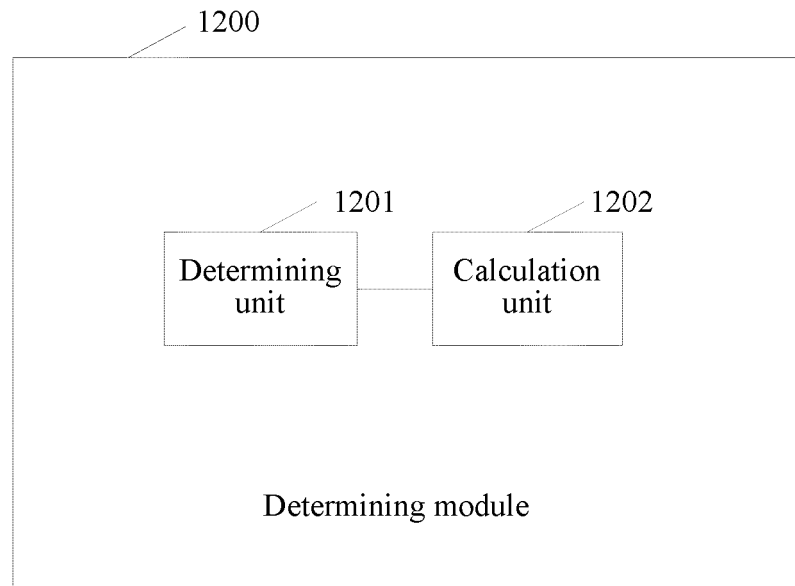 1200
1201
1202
Determining
unit
Calculation
unit
Determining module